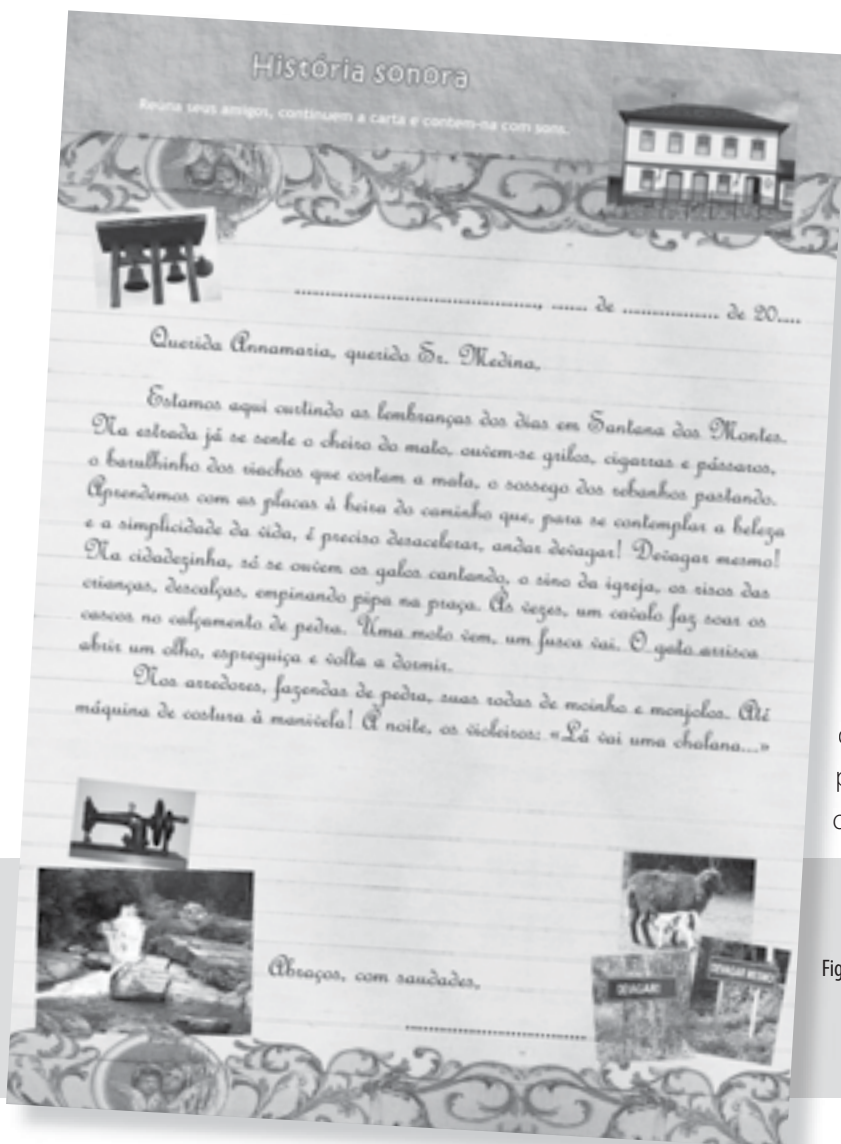 História sonora
Reúna seus amigos, continuem a carta e contem-na com sons.
............................................, ...... de ................. de 20....
Querida Annamaria, querido Sr. Medina,
Estamos aqui curtindo as lembranças dos dias em Santana dos Montes.
Na estrada já se sente o cheiro do mato, ouvem-se grilos, cigarras e pássaros,
o barulhinho dos riachos que cortam a mata, o sossego dos rebanhos pastando.
Aprendemos com as placas à beira do caminho que, para se contemplar a beleza
e a simplicidade da vida, é preciso desacelerar, andar devagar! Devagar mesmo!
Na cidadezinha, só se ouvem os galos cantando, o sino da igreja, os risos das
crianças, descalças, empinando pipa na praça. Às vezes, um cavalo faz soar os
cascos no calçamento de pedra. Uma moto vem, um fusca vai. O gato arrisca
abrir um olho, espreguiça e volta a dormir.
Nos arredores, fazendas de pedra, suas rodas de moinho e monjolos. Até
máquina de costura à manivela! À noite, os violeiros: «Lá vai uma chalana...»
Abraços, com saudades,
...............................
DEVAGAR!
DEVAGAR MESMO!
Fig